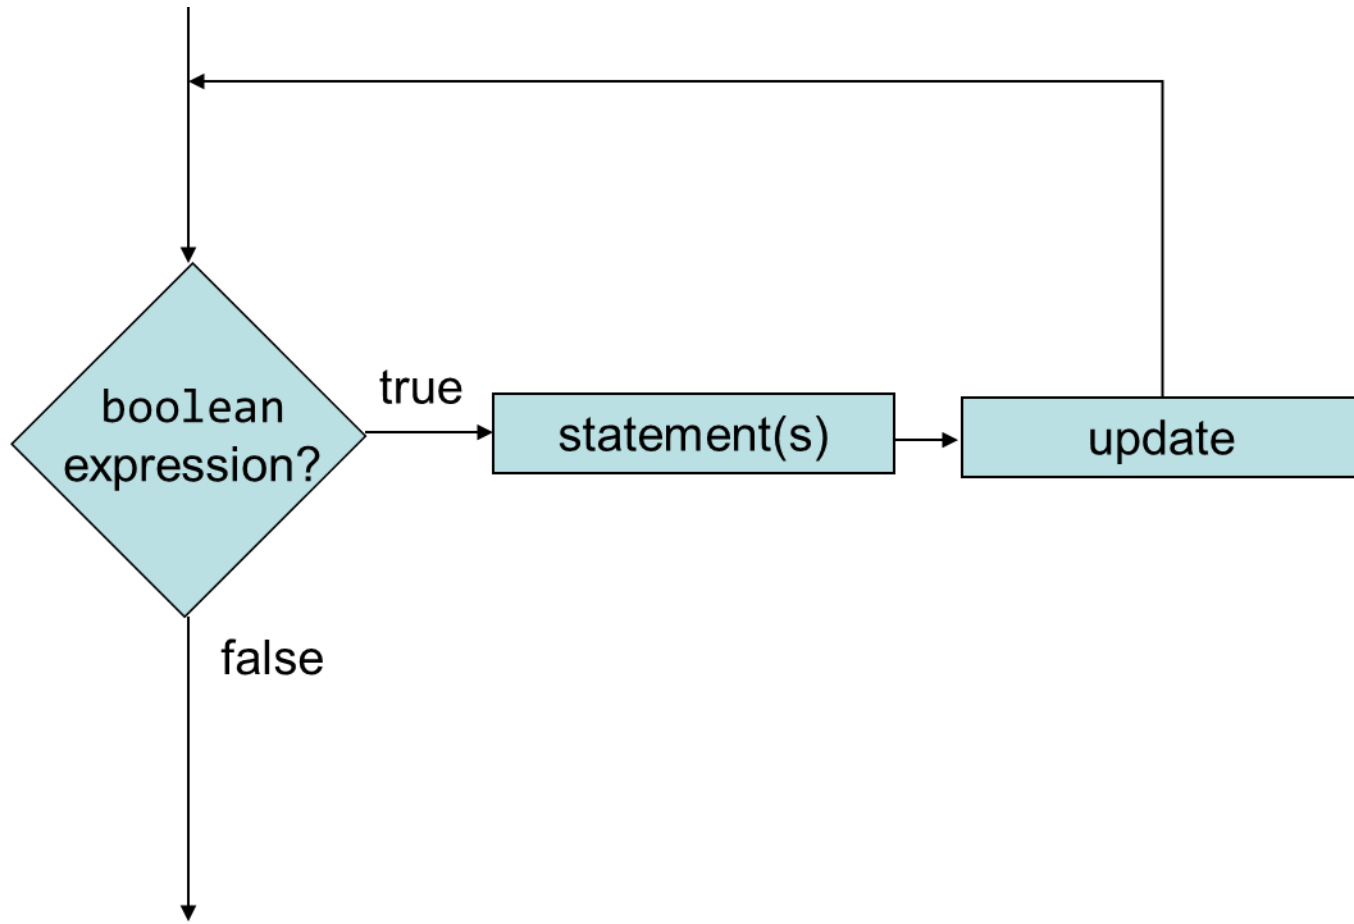 true
boolean
expression?
statement(s)
update
false